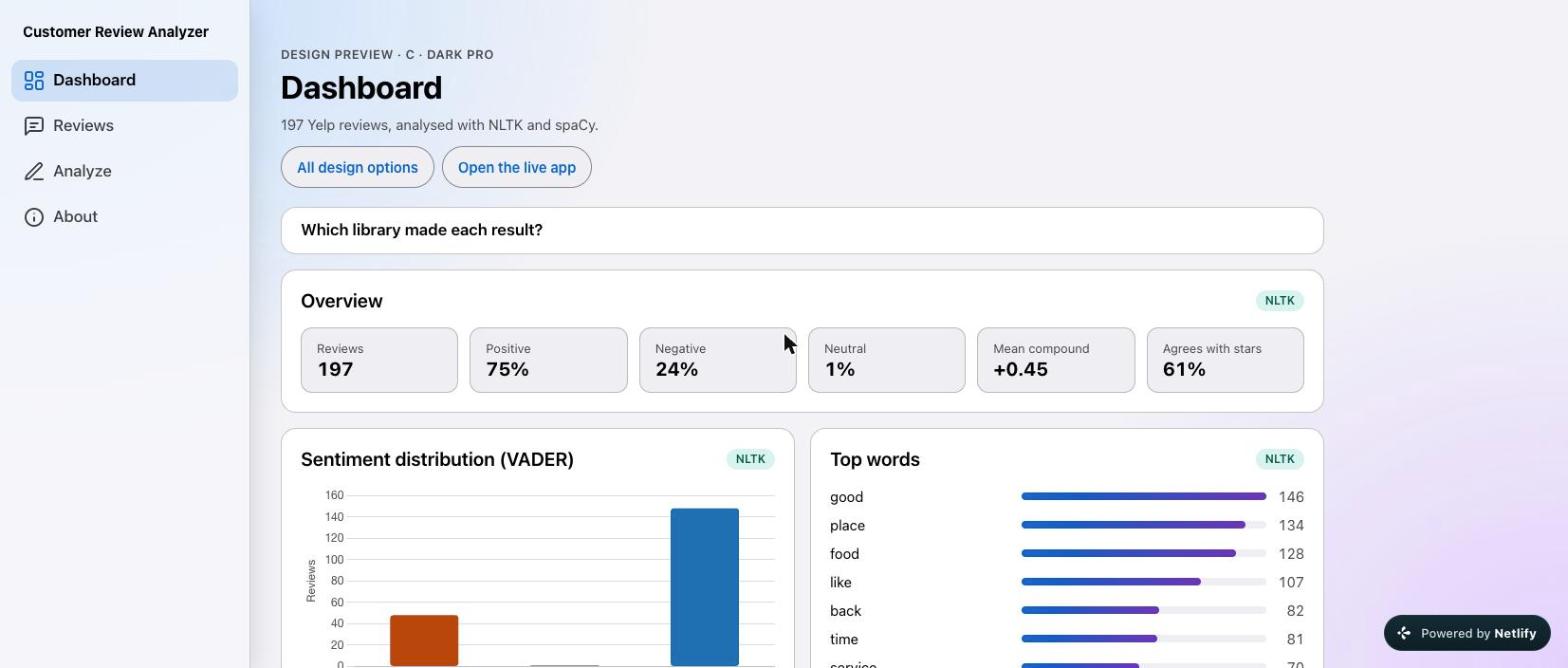 Customer Review Analyzer
Dashboard
Reviews
Analyze
About
DESIGN PREVIEW · C · DARK PRO
Dashboard
197 Yelp reviews, analysed with NLTK and spaCy.
All design options
Open the live app
Which library made each result?
Overview
NLTK
Reviews
197
Positive
75%
Negative
24%
Neutral
1%
Mean compound
+0.45
Agrees with stars
61%
Sentiment distribution (VADER)
NLTK
160
140
120
100
80
60
40
20
0
Reviews
Top words
NLTK
good 146
place 134
food 128
like 107
back 82
time 81
service 70
Powered by Netlify